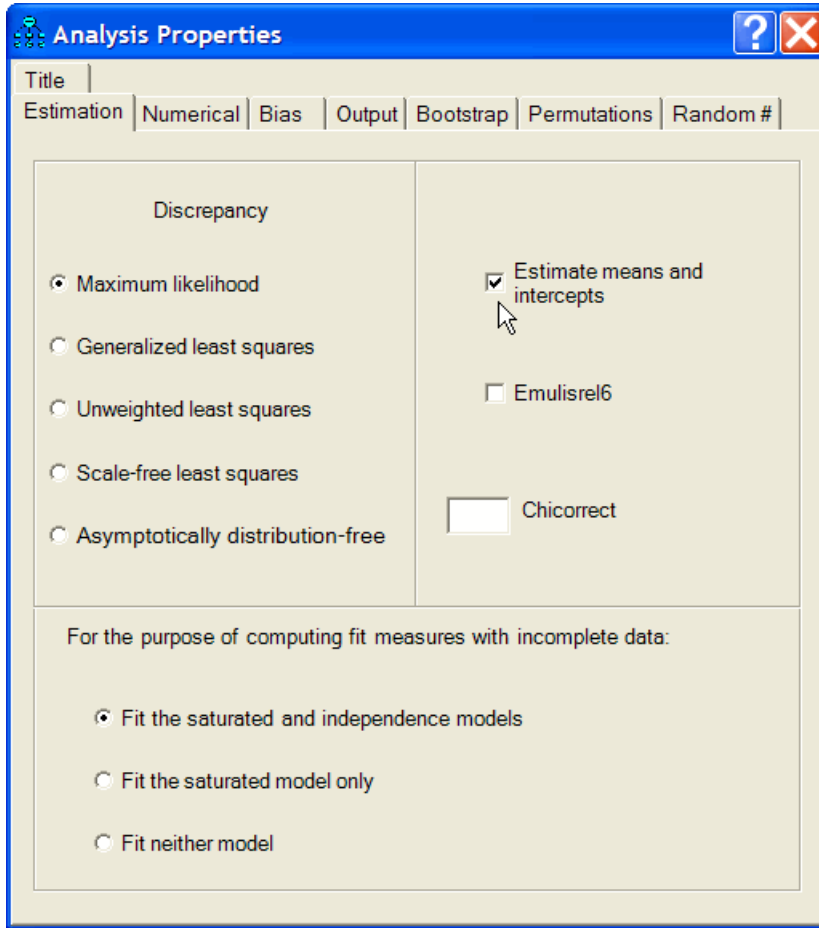 Analysis Properties
Title
Estimation Numerical Bias Output Bootstrap Permutations Random #
Discrepancy
Maximum likelihood
Generalized least squares
Unweighted least squares
Scale-free least squares
Asymptotically distribution-free
Estimate means and
intercepts
Emulisrel6
Chicorrect
For the purpose of computing fit measures with incomplete data:
Fit the saturated and independence models
Fit the saturated model only
Fit neither model